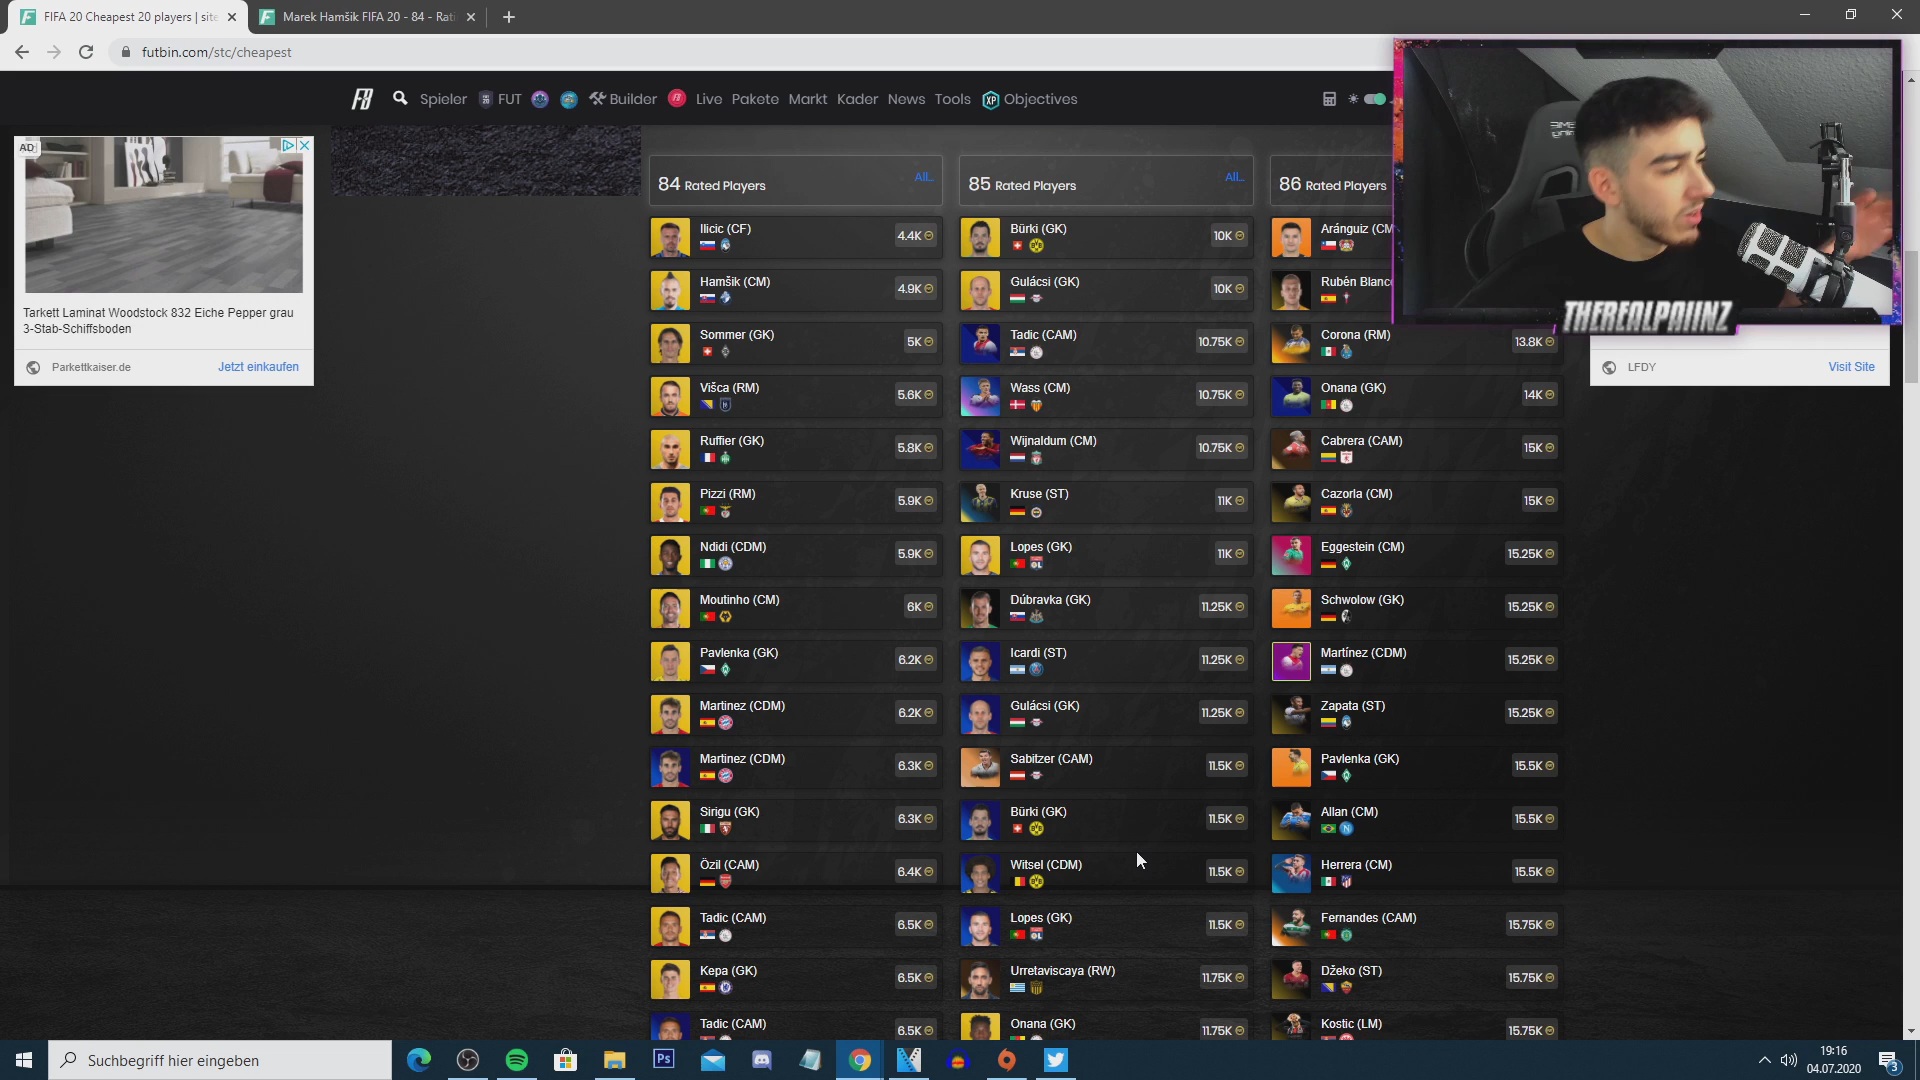 FIFA 20 Cheapest 20 players | site
Marek Hamšik FIFA 20 - 84 - Rati
futbin.com/stc/cheapest
Spieler FUT Builder Live Pakete Markt Kader News Tools XP Objectives
AD
Tarkett Laminat Woodstock 832 Eiche Pepper grau
3-Stab-Schiffsboden
Parkettkaiser.de Jetzt einkaufen
84 Rated Players All..
Ilicic (CF) 4.4K
Hamšik (CM) 4.9K
Sommer (GK) 5K
Višca (RM) 5.6K
Ruffier (GK) 5.8K
Pizzi (RM) 5.9K
Ndidi (CDM) 5.9K
Moutinho (CM) 6K
Pavlenka (GK) 6.2K
Martinez (CDM) 6.2K
Martinez (CDM) 6.3K
Sirigu (GK) 6.3K
Özil (CAM) 6.4K
Tadic (CAM) 6.5K
Kepa (GK) 6.5K
Tadic (CAM) 6.5K
85 Rated Players All..
Bürki (GK) 10K
Gulácsi (GK) 10K
Tadic (CAM) 10.75K
Wass (CM) 10.75K
Wijnaldum (CM) 10.75K
Kruse (ST) 11K
Lopes (GK) 11K
Dúbravka (GK) 11.25K
Icardi (ST) 11.25K
Gulácsi (GK) 11.25K
Sabitzer (CAM) 11.5K
Bürki (GK) 11.5K
Witsel (CDM) 11.5K
Lopes (GK) 11.5K
Urretaviscaya (RW) 11.75K
Onana (GK) 11.75K
86 Rated Players
Aránguiz (CM
Rubén Blanco
Corona (RM) 13.8K
Onana (GK) 14K
Cabrera (CAM) 15K
Cazorla (CM) 15K
Eggestein (CM) 15.25K
Schwolow (GK) 15.25K
Martínez (CDM) 15.25K
Zapata (ST) 15.25K
Pavlenka (GK) 15.5K
Allan (CM) 15.5K
Herrera (CM) 15.5K
Fernandes (CAM) 15.75K
Džeko (ST) 15.75K
Kostic (LM) 15.75K
THEREALPAIINZ
LFDY Visit Site
Suchbegriff hier eingeben
Ps
19:16
04.07.2020
3